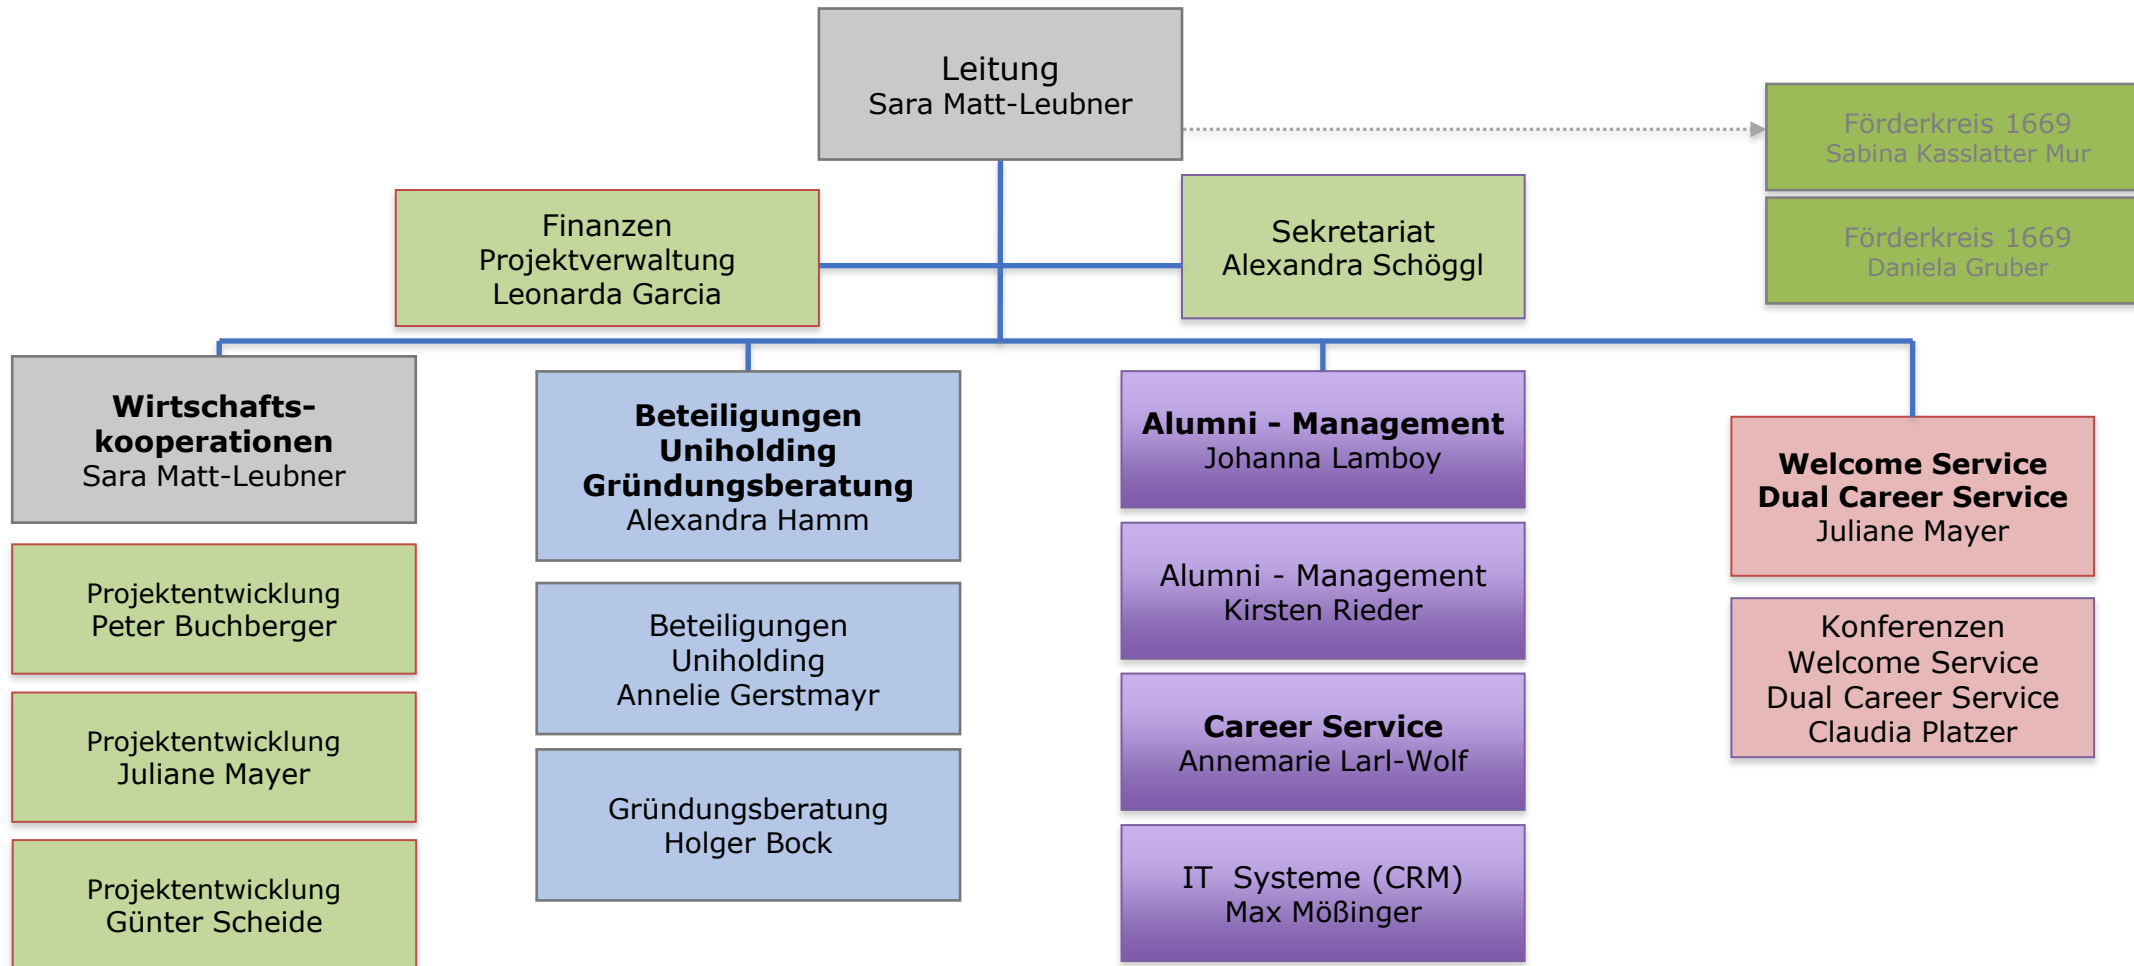 Leitung
Sara Matt-Leubner
Förderkreis 1669
Sabina Kasslatter Mur
Förderkreis 1669
Daniela Gruber
Finanzen
Projektverwaltung
Leonarda Garcia
Sekretariat
Alexandra Schöggl
Wirtschafts-
kooperationen
Sara Matt-Leubner
Projektentwicklung
Peter Buchberger
Projektentwicklung
Juliane Mayer
Projektentwicklung
Günter Scheide
Beteiligungen
Uniholding
Gründungsberatung
Alexandra Hamm
Beteiligungen
Uniholding
Annelie Gerstmayr
Gründungsberatung
Holger Bock
Alumni – Management
Johanna Lamboy
Alumni - Management
Kirsten Rieder
Career Service
Annemarie Larl-Wolf
IT  Systeme (CRM)
Max Mößinger
Welcome Service
Dual Career Service
Juliane Mayer
Konferenzen
Welcome Service
Dual Career Service
Claudia Platzer